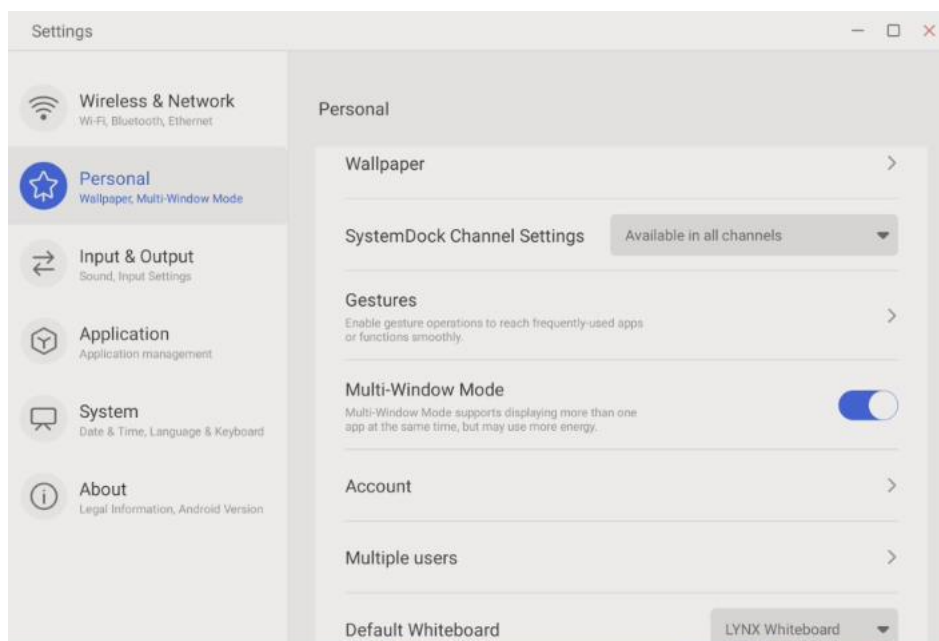 Settings
Wireless & Network
Wi-Fi, Bluetooth, Ethernet
Personal
Wallpaper, Multi-Window Mode
Input & Output
Sound, Input Settings
Application
Application management
System
Date & Time, Language & Keyboard
About
Legal Information, Android Version
Personal
Wallpaper
SystemDock Channel Settings
Available in all channels
Gestures
Enable gesture operations to reach frequently-used apps
or functions smoothly.
Multi-Window Mode
Multi-Window Mode supports displaying more than one
app at the same time, but may use more energy.
Account
Multiple users
Default Whiteboard
LYNX Whiteboard